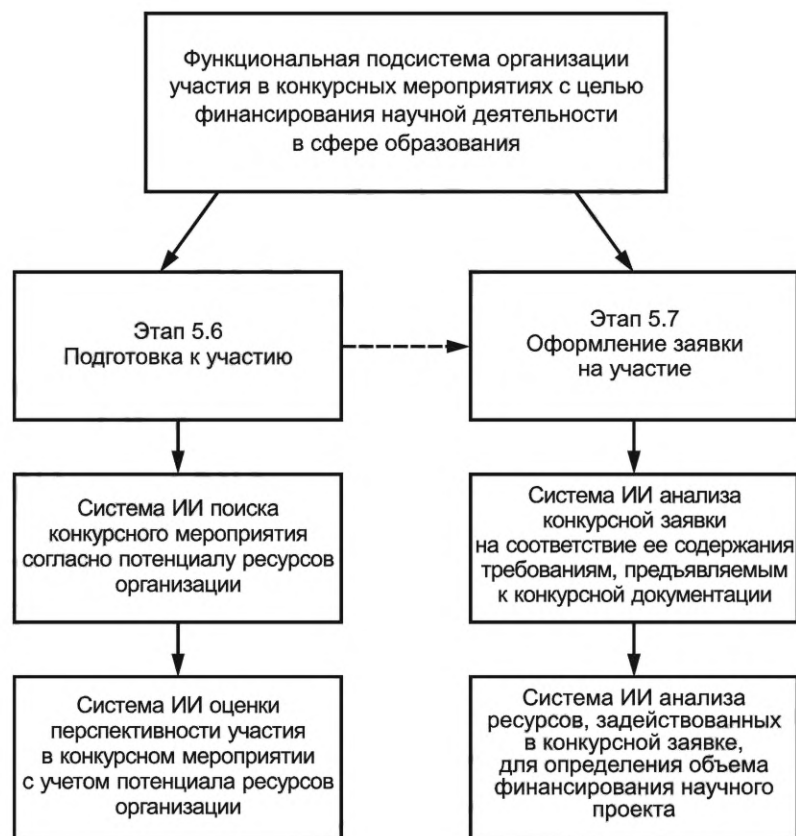 Функциональная подсистема организации
участия в конкурсных мероприятиях с целью
финансирования научной деятельности
в сфере образования
Этап 5.6
Подготовка к участию
Этап 5.7
Оформление заявки
на участие
Система ИИ поиска
конкурсного мероприятия
согласно потенциалу ресурсов
организации
Система ИИ анализа
конкурсной заявки
на соответствие ее содержания
требованиям, предъявляемым
к конкурсной документации
Система ИИ оценки
перспективности участия
в конкурсном мероприятии
с учетом потенциала ресурсов
организации
Система ИИ анализа
ресурсов, задействованных
в конкурсной заявке,
для определения объема
финансирования научного
проекта